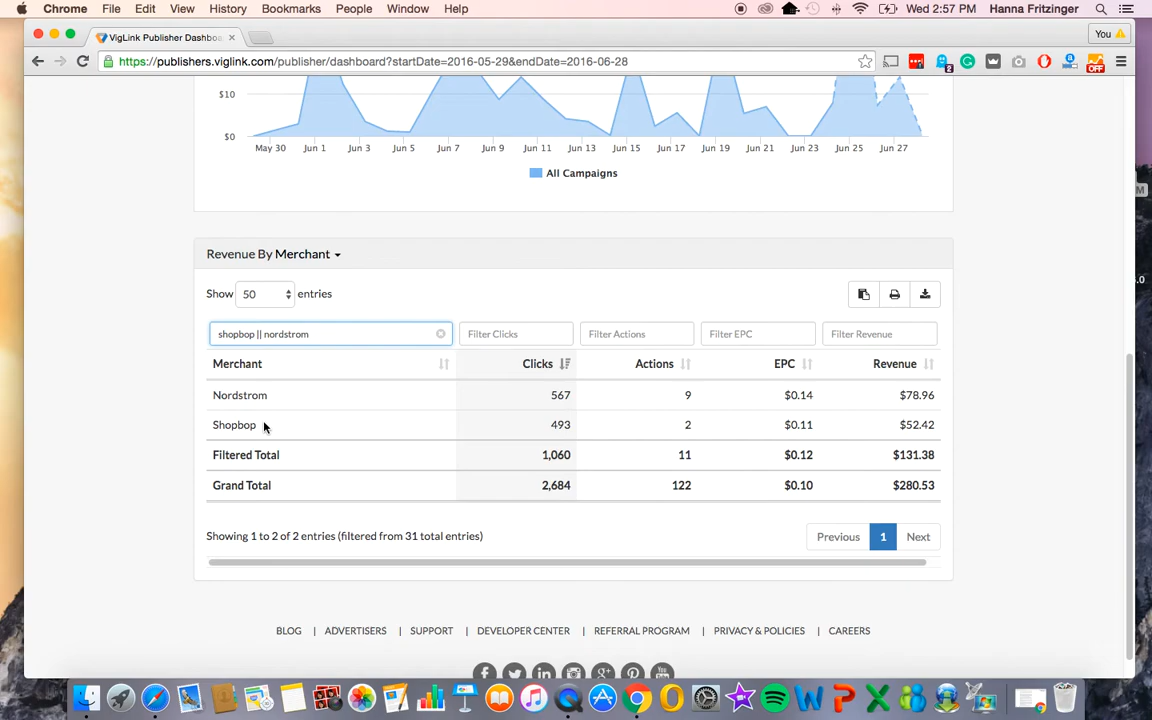 Chrome File Edit View History Bookmarks People Window Help Wed 2:57 PM Hanna Fritzinger
VigLink Publisher Dashboa You
https://publishers.viglink.com/publisher/dashboard?startDate=2016-05-29&endDate=2016-06-28
2 OFF
$10
$0
May 30 Jun 1 Jun 3 Jun 5 Jun 7 Jun 9 Jun 11 Jun 13 Jun 15 Jun 17 Jun 19 Jun 21 Jun 23 Jun 25 Jun 27
All Campaigns
Revenue By Merchant
Show 50 entries
shopbop || nordstrom Filter Clicks Filter Actions Filter EPC Filter Revenue
Merchant Clicks Actions EPC Revenue
Nordstrom 567 9 $0.14 $78.96
Shopbop 493 2 $0.11 $52.42
Filtered Total 1,060 11 $0.12 $131.38
Grand Total 2,684 122 $0.10 $280.53
Showing 1 to 2 of 2 entries (filtered from 31 total entries) Previous 1 Next
BLOG | ADVERTISERS | SUPPORT | DEVELOPER CENTER | REFERRAL PROGRAM | PRIVACY & POLICIES | CAREERS